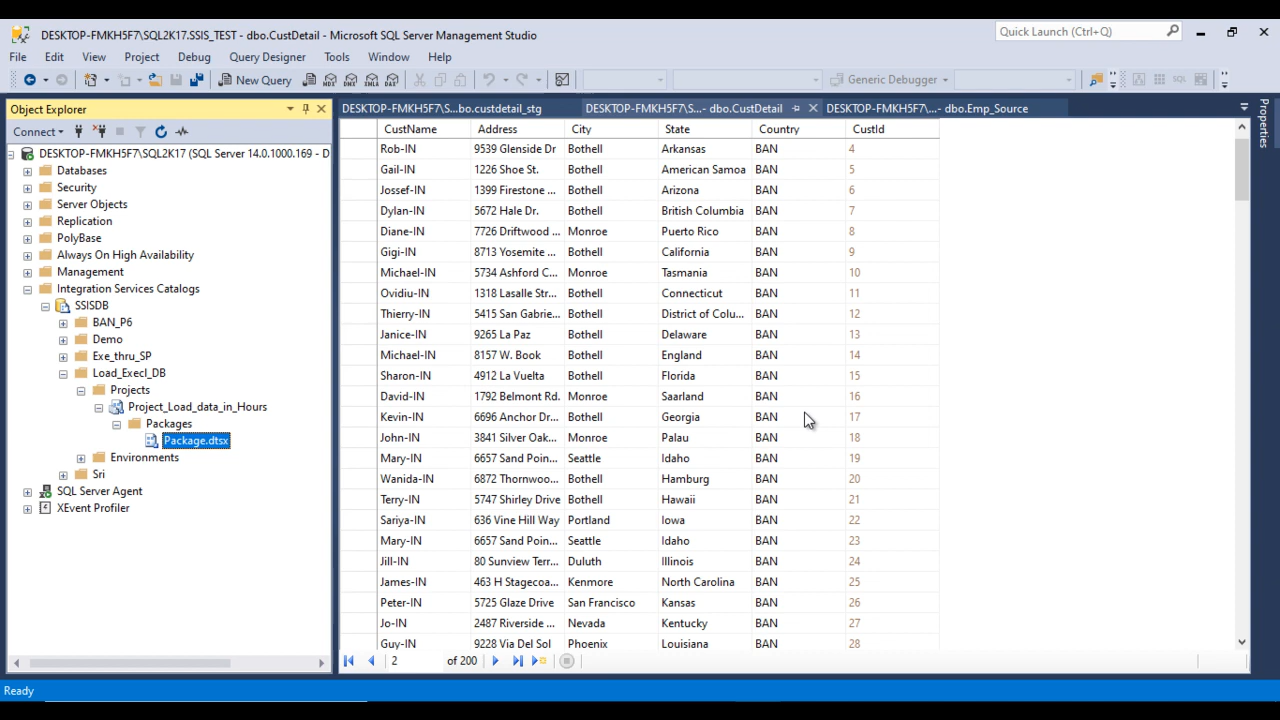 DESKTOP-FMKH5F7\SQL2K17.SSIS_TEST - dbo.CustDetail - Microsoft SQL Server Management Studio
Quick Launch (Ctrl+Q)
File Edit View Project Debug Query Designer Tools Window Help
New Query MDX DMX XMLA DAX Generic Debugger SQL
Object Explorer
DESKTOP-FMKH5F7\S...bo.custdetail_stg DESKTOP-FMKH5F7\S...- dbo.CustDetail DESKTOP-FMKH5F7\...- dbo.Emp_Source
Properties
Connect
DESKTOP-FMKH5F7\SQL2K17 (SQL Server 14.0.1000.169 - D
Databases
Security
Server Objects
Replication
PolyBase
Always On High Availability
Management
Integration Services Catalogs
SSISDB
BAN_P6
Demo
Exe_thru_SP
Load_Execl_DB
Projects
Project_Load_data_in_Hours
Packages
Package.dtsx
Environments
Sri
SQL Server Agent
XEvent Profiler
CustName Address City State Country CustId
Rob-IN 9539 Glenside Dr Bothell Arkansas BAN 4
Gail-IN 1226 Shoe St. Bothell American Samoa BAN 5
Jossef-IN 1399 Firestone ... Bothell Arizona BAN 6
Dylan-IN 5672 Hale Dr. Bothell British Columbia BAN 7
Diane-IN 7726 Driftwood ... Monroe Puerto Rico BAN 8
Gigi-IN 8713 Yosemite ... Bothell California BAN 9
Michael-IN 5734 Ashford C... Monroe Tasmania BAN 10
Ovidiu-IN 1318 Lasalle Str... Bothell Connecticut BAN 11
Thierry-IN 5415 San Gabrie... Bothell District of Colu... BAN 12
Janice-IN 9265 La Paz Bothell Delaware BAN 13
Michael-IN 8157 W. Book Bothell England BAN 14
Sharon-IN 4912 La Vuelta Bothell Florida BAN 15
David-IN 1792 Belmont Rd. Monroe Saarland BAN 16
Kevin-IN 6696 Anchor Dr... Bothell Georgia BAN 17
John-IN 3841 Silver Oak... Monroe Palau BAN 18
Mary-IN 6657 Sand Poin... Seattle Idaho BAN 19
Wanida-IN 6872 Thornwoo... Bothell Hamburg BAN 20
Terry-IN 5747 Shirley Drive Bothell Hawaii BAN 21
Sariya-IN 636 Vine Hill Way Portland Iowa BAN 22
Mary-IN 6657 Sand Poin... Seattle Idaho BAN 23
Jill-IN 80 Sunview Terr... Duluth Illinois BAN 24
James-IN 463 H Stagecoa... Kenmore North Carolina BAN 25
Peter-IN 5725 Glaze Drive San Francisco Kansas BAN 26
Jo-IN 2487 Riverside ... Nevada Kentucky BAN 27
Guy-IN 9228 Via Del Sol Phoenix Louisiana BAN 28
2 of 200
Ready